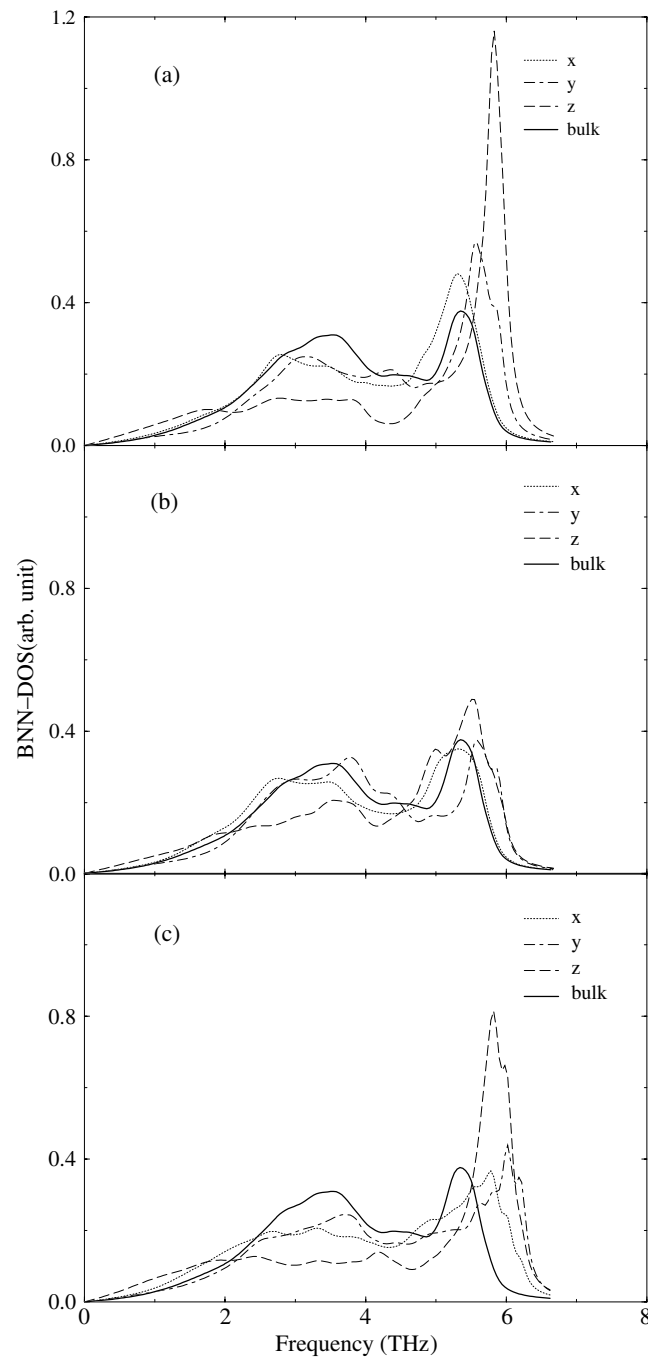 1.2
(a)
x
y
z
bulk
0.8
0.4
0.0
(b)
x
y
z
bulk
0.8
0.4
0.0
BNN–DOS(arb. unit)
(c)
x
y
z
bulk
0.8
0.4
0.0
0 2 4 6 8
Frequency (THz)